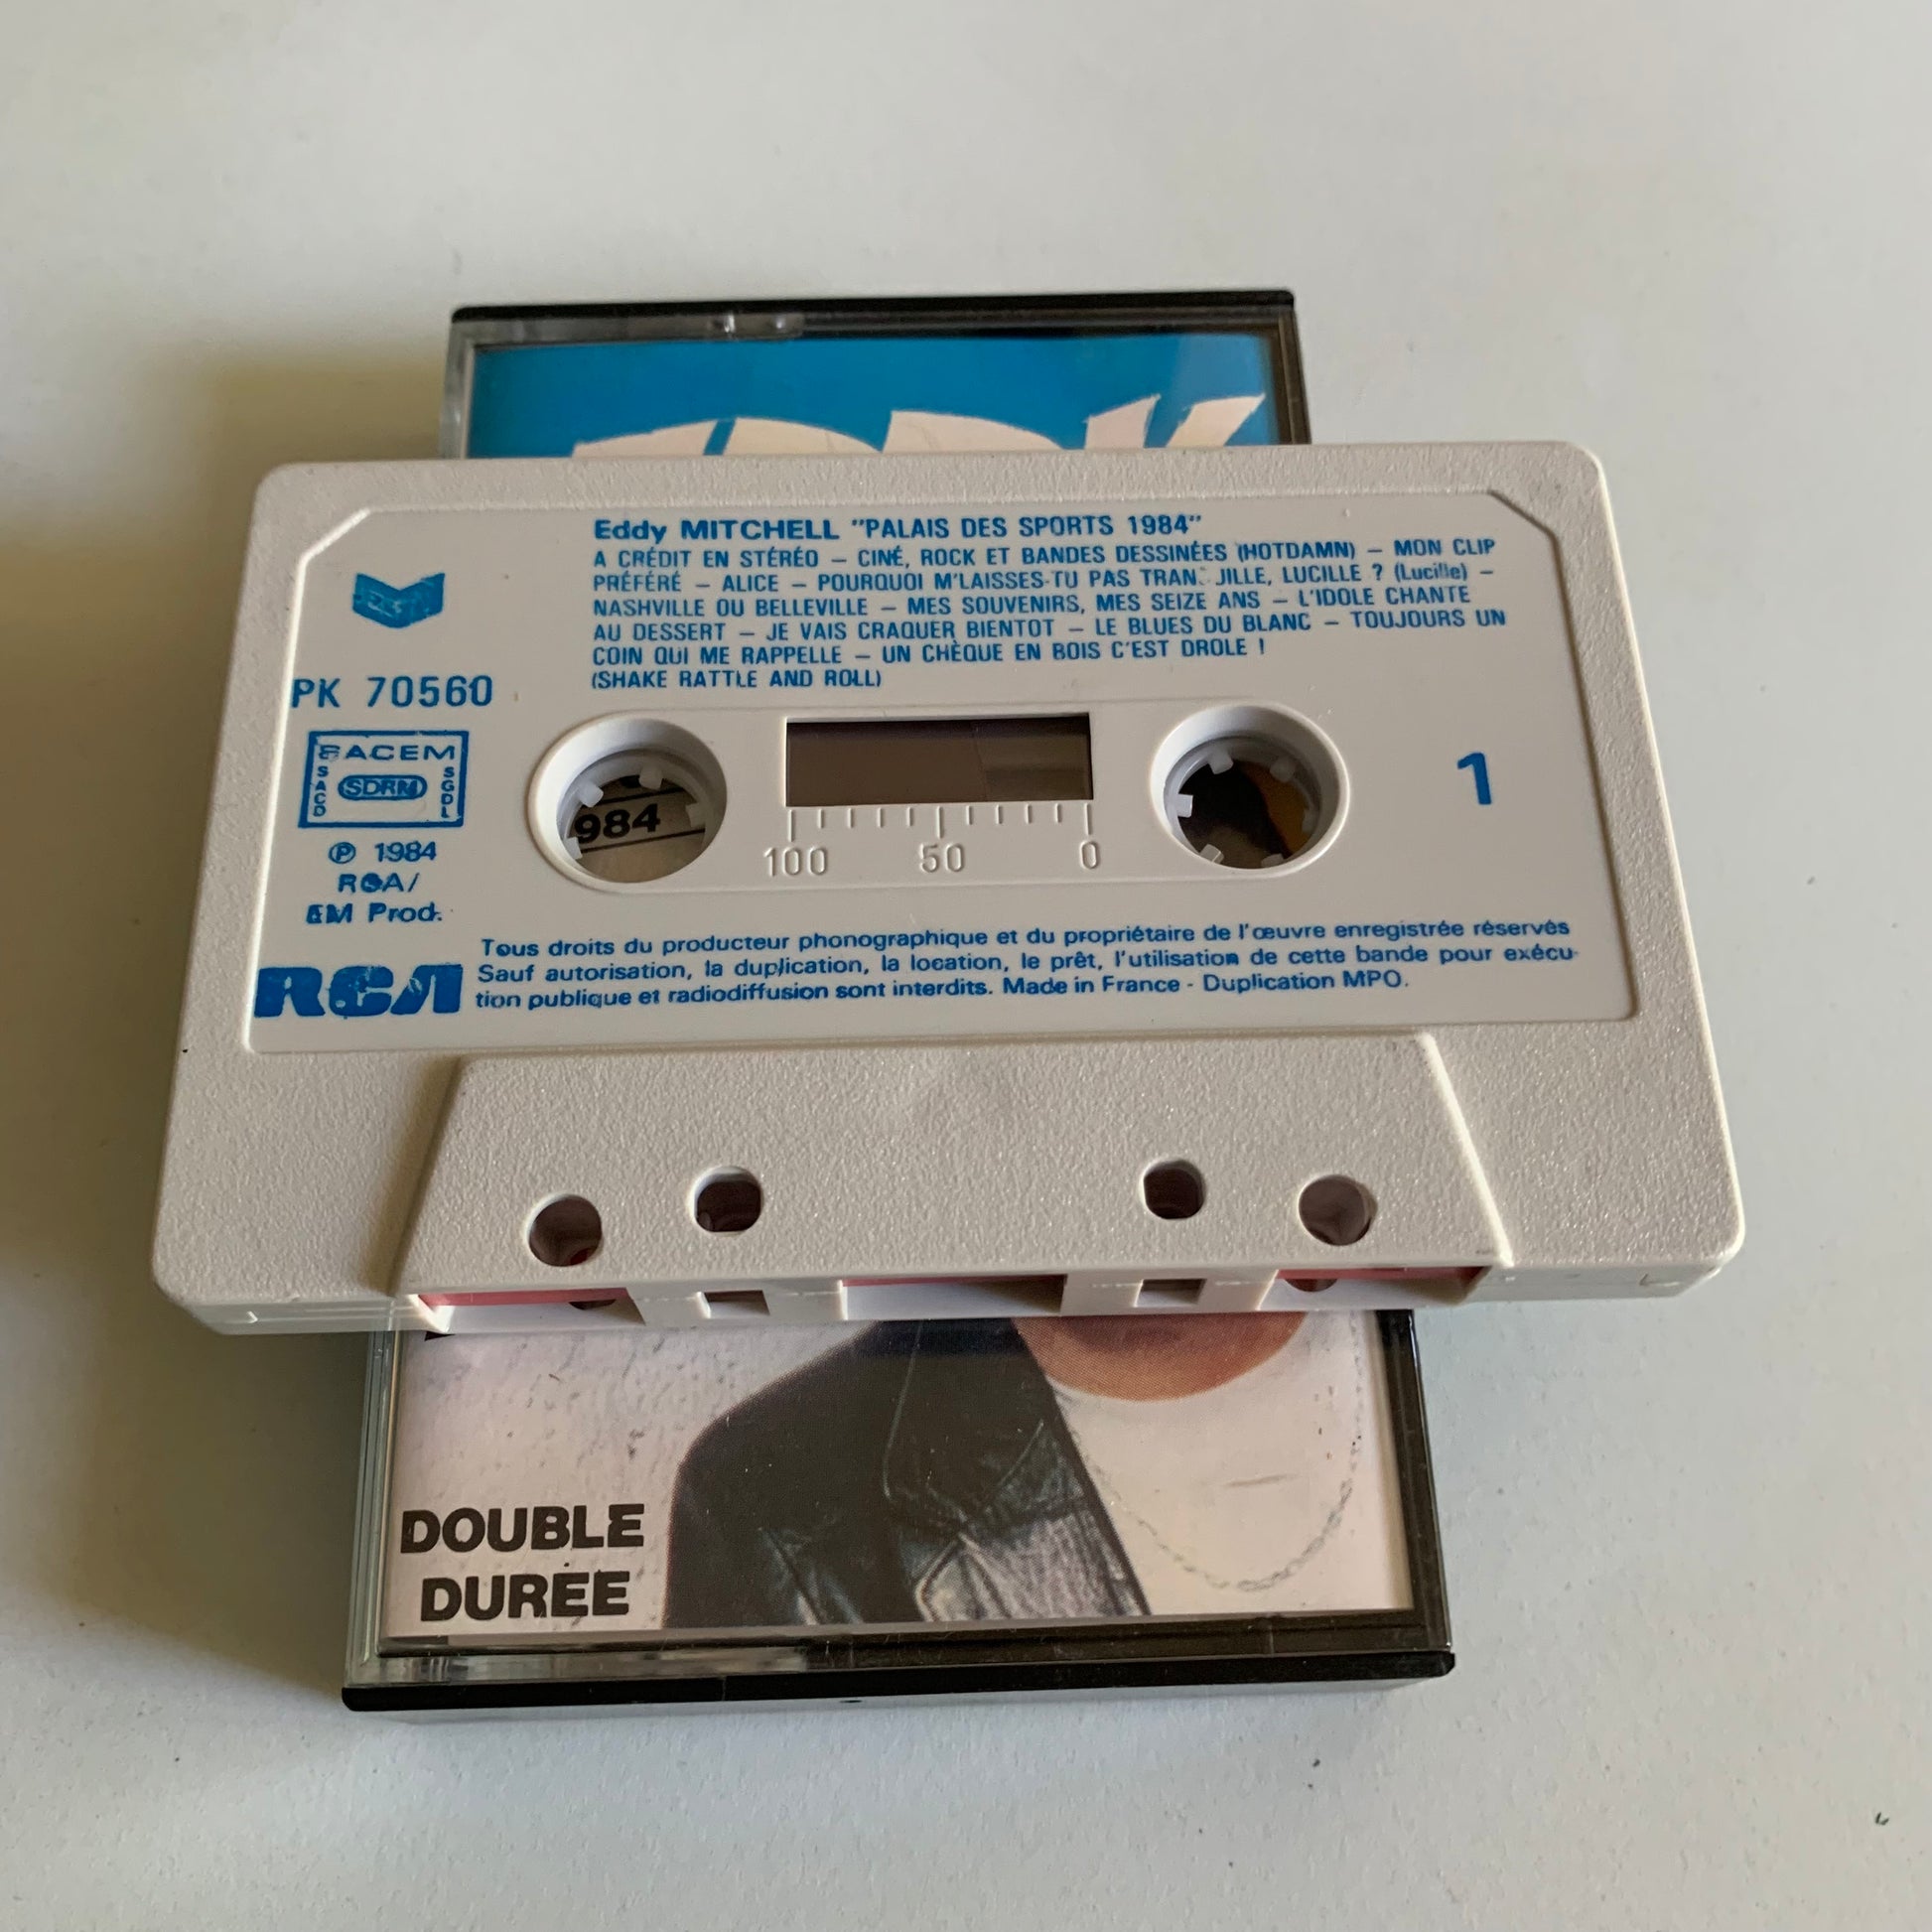 Eddy MITCHELL "PALAIS DES SPORTS 1984"
A CRÉDIT EN STÉRÉO – CINÉ, ROCK ET BANDES DESSINÉES (HOTDAMN) – MON CLIP
PRÉFÉRÉ – ALICE – POURQUOI M'LAISSES-TU PAS TRAN JILLE, LUCILLE ? (Lucille) –
NASHVILLE OU BELLEVILLE – MES SOUVENIRS, MES SEIZE ANS – L'IDOLE CHANTE
AU DESSERT – JE VAIS CRAQUER BIENTOT – LE BLUES DU BLANC – TOUJOURS UN
COIN QUI ME RAPPELLE – UN CHÈQUE EN BOIS C'EST DROLE !
(SHAKE RATTLE AND ROLL)
PK 70560
SACEM
SACD
SDRM
SGDL
℗ 1984
RCA/
EM Prod.
984
100
50
0
1
RCA
Tous droits du producteur phonographique et du propriétaire de l'œuvre enregistrée réservés
Sauf autorisation, la duplication, la location, le prêt, l'utilisation de cette bande pour exécu-
tion publique et radiodiffusion sont interdits. Made in France - Duplication MPO.
DOUBLE
DURÉE